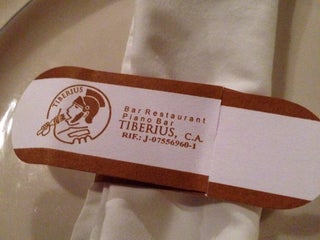 TIBERIUS
Bar Restaurant
Piano Bar
TIBERIUS, C.A.
RIF.: J-07556960-1